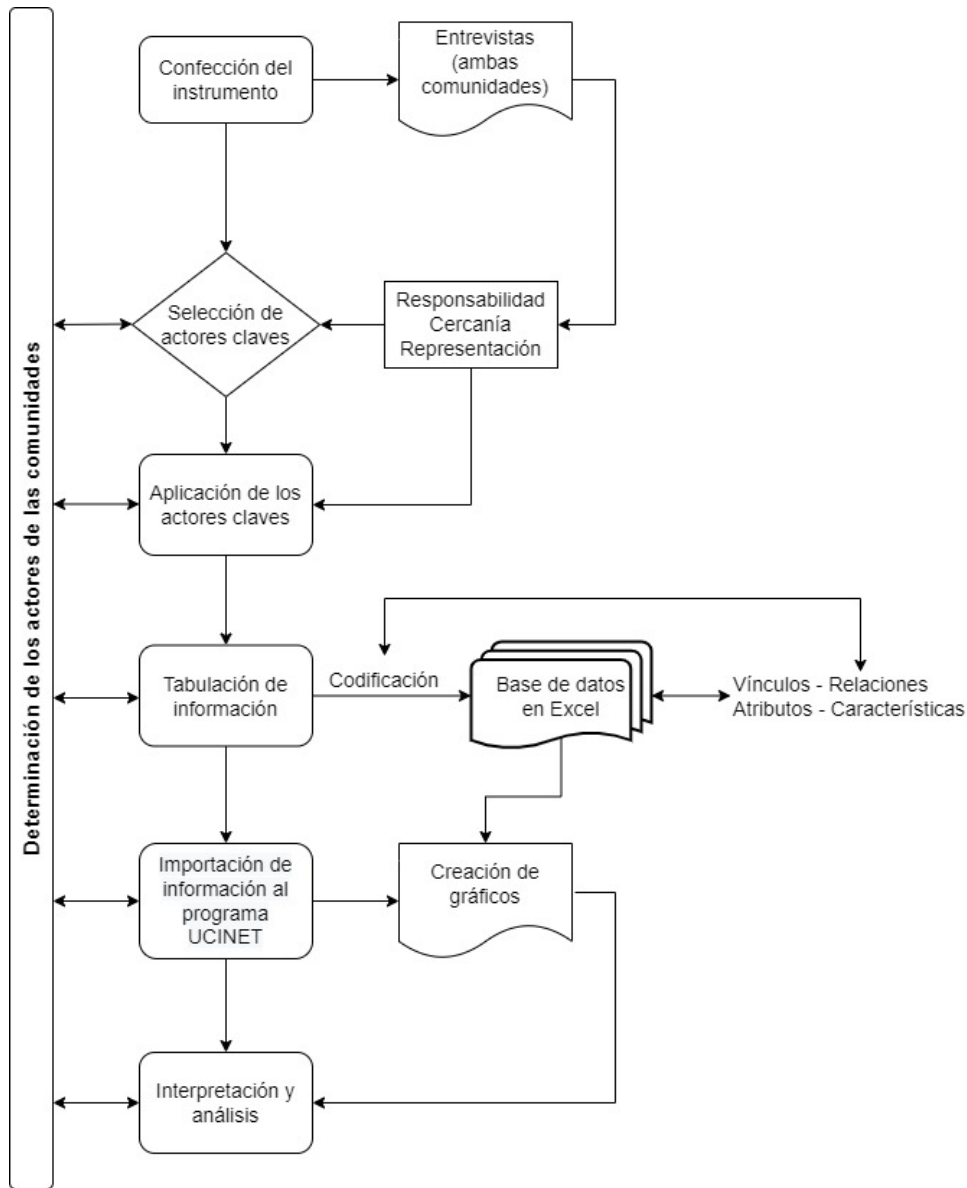 Determinación de los actores de las comunidades
Confección del
instrumento
Entrevistas
(ambas
comunidades)
Selección de
actores claves
Responsabilidad
Cercanía
Representación
Aplicación de los
actores claves
Tabulación de
información
Codificación
Base de datos
en Excel
Vínculos - Relaciones
Atributos - Características
Importación de
información al
programa
UCINET
Creación de
gráficos
Interpretación y
análisis